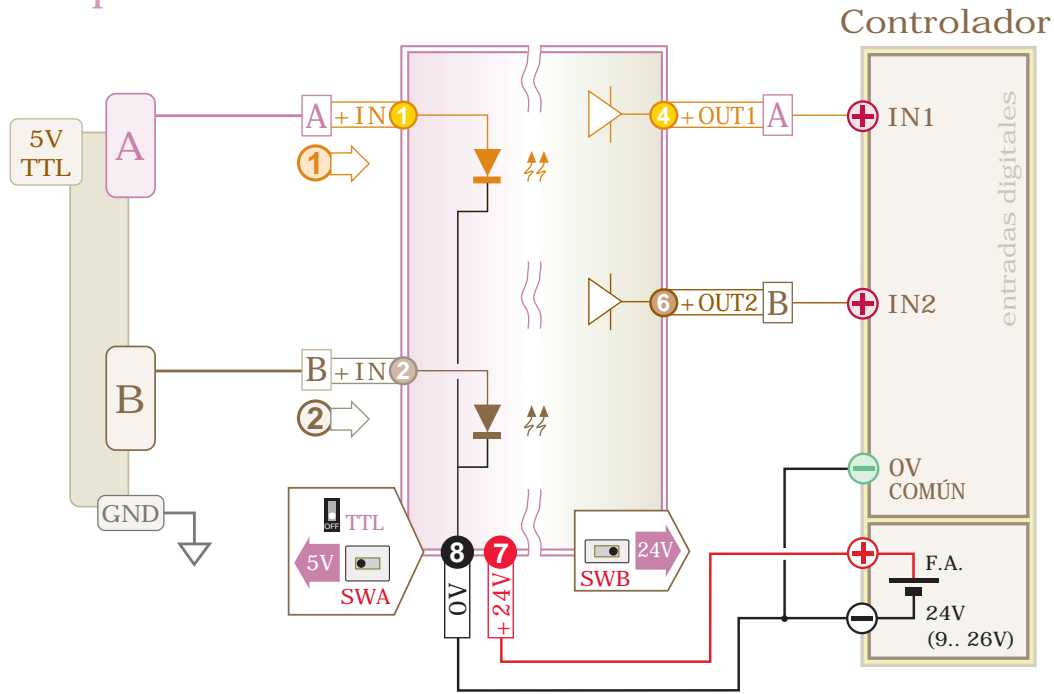 Controlador
5V
TTL
A
B
GND
A +IN 1
1
B +IN 2
2
4 +OUT1 A
6 +OUT2 B
IN1
IN2
entradas digitales
0V
COMÚN
OFF
TTL
5V
SWA
8
0V
7
+24V
24V
SWB
F.A.
24V
(9.. 26V)